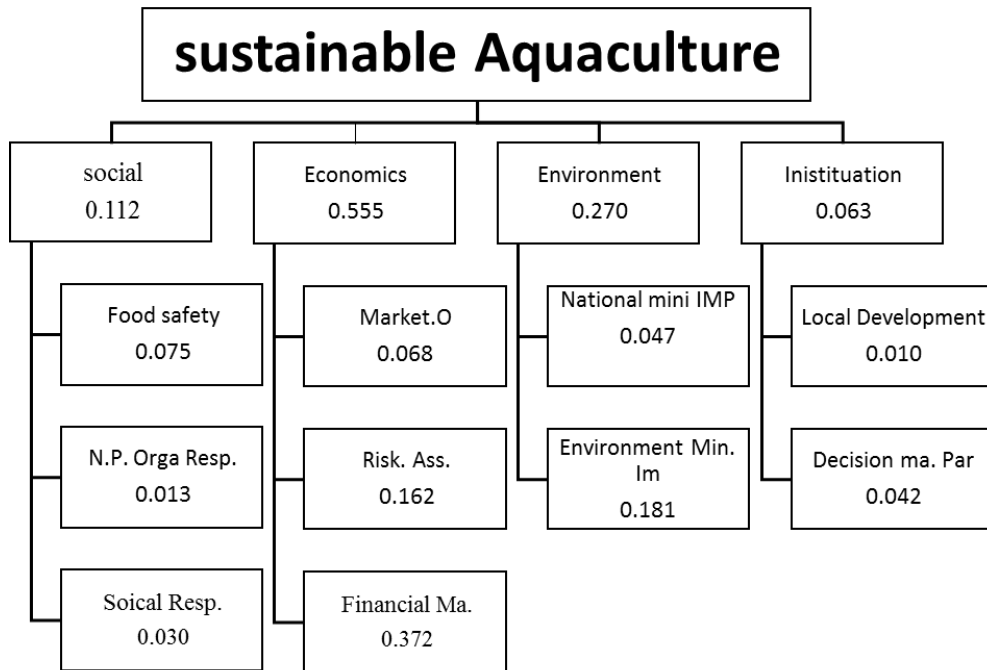 sustainable Aquaculture
social
0.112
Economics
0.555
Environment
0.270
Inistituation
0.063
Food safety
0.075
Market.O
0.068
National mini IMP
0.047
Local Development
0.010
N.P. Orga Resp.
0.013
Risk. Ass.
0.162
Environment Min.
Im
0.181
Decision ma. Par
0.042
Soical Resp.
0.030
Financial Ma.
0.372